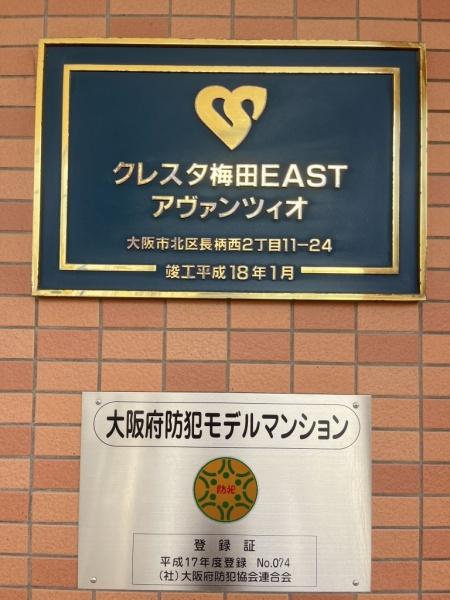 クレスタ梅田EAST
アヴァンツィオ
大阪市北区長柄西2丁目11-24
竣工平成18年1月
大阪府防犯モデルマンション
防犯
登録証
平成17年度登録 No.074
(社)大阪府防犯協会連合会